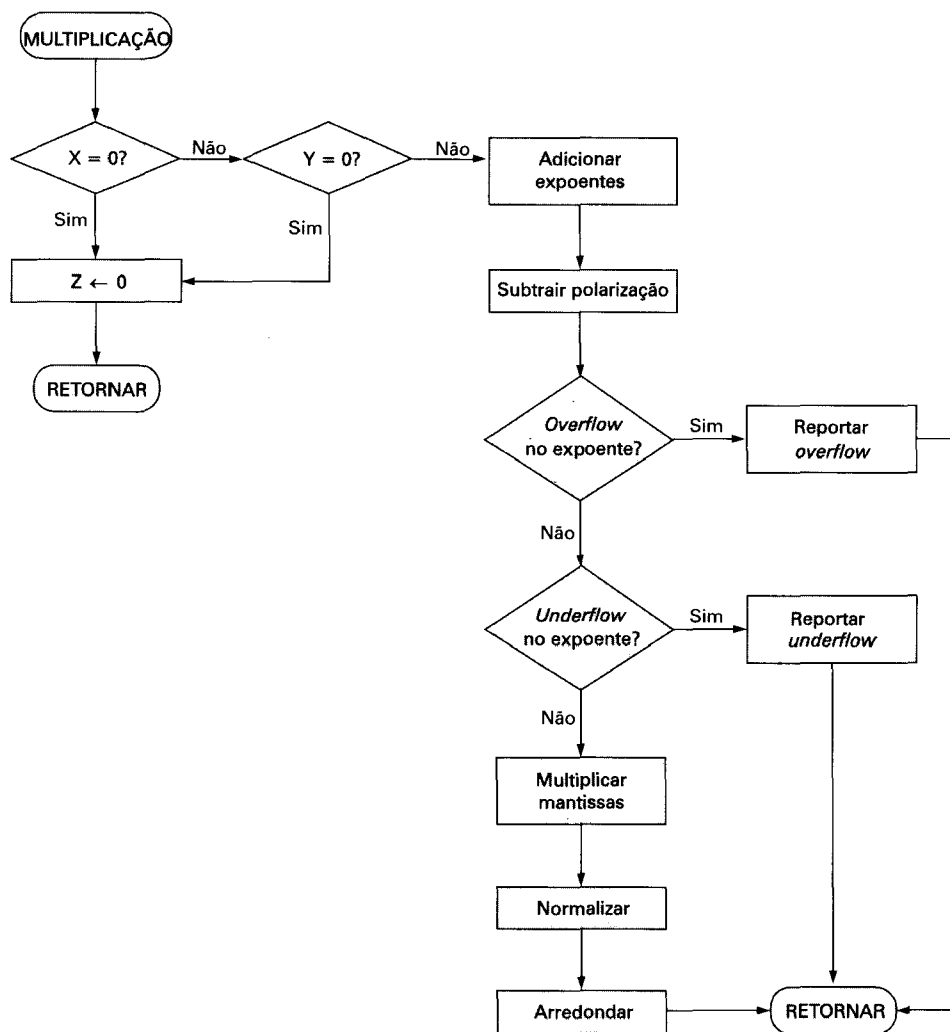 MULTIPLICAÇÃO
X = 0?
Não
Y = 0?
Não
Adicionar
expoentes
Sim
Sim
Z ← 0
Subtrair polarização
RETORNAR
Overflow
no expoente?
Sim
Reportar
overflow
Não
Underflow
no expoente?
Sim
Reportar
underflow
Não
Multiplicar
mantissas
Normalizar
Arredondar
RETORNAR